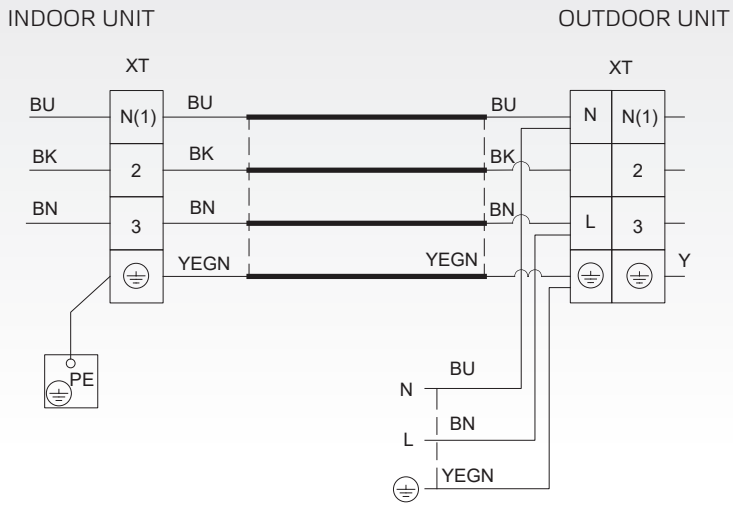 INDOOR UNIT OUTDOOR UNIT
XT XT
BU N(1) BU BU N N(1)
BK 2 BK BK 2
BN 3 BN BN L 3
YEGN YEGN Y
PE
N BU
L BN
YEGN